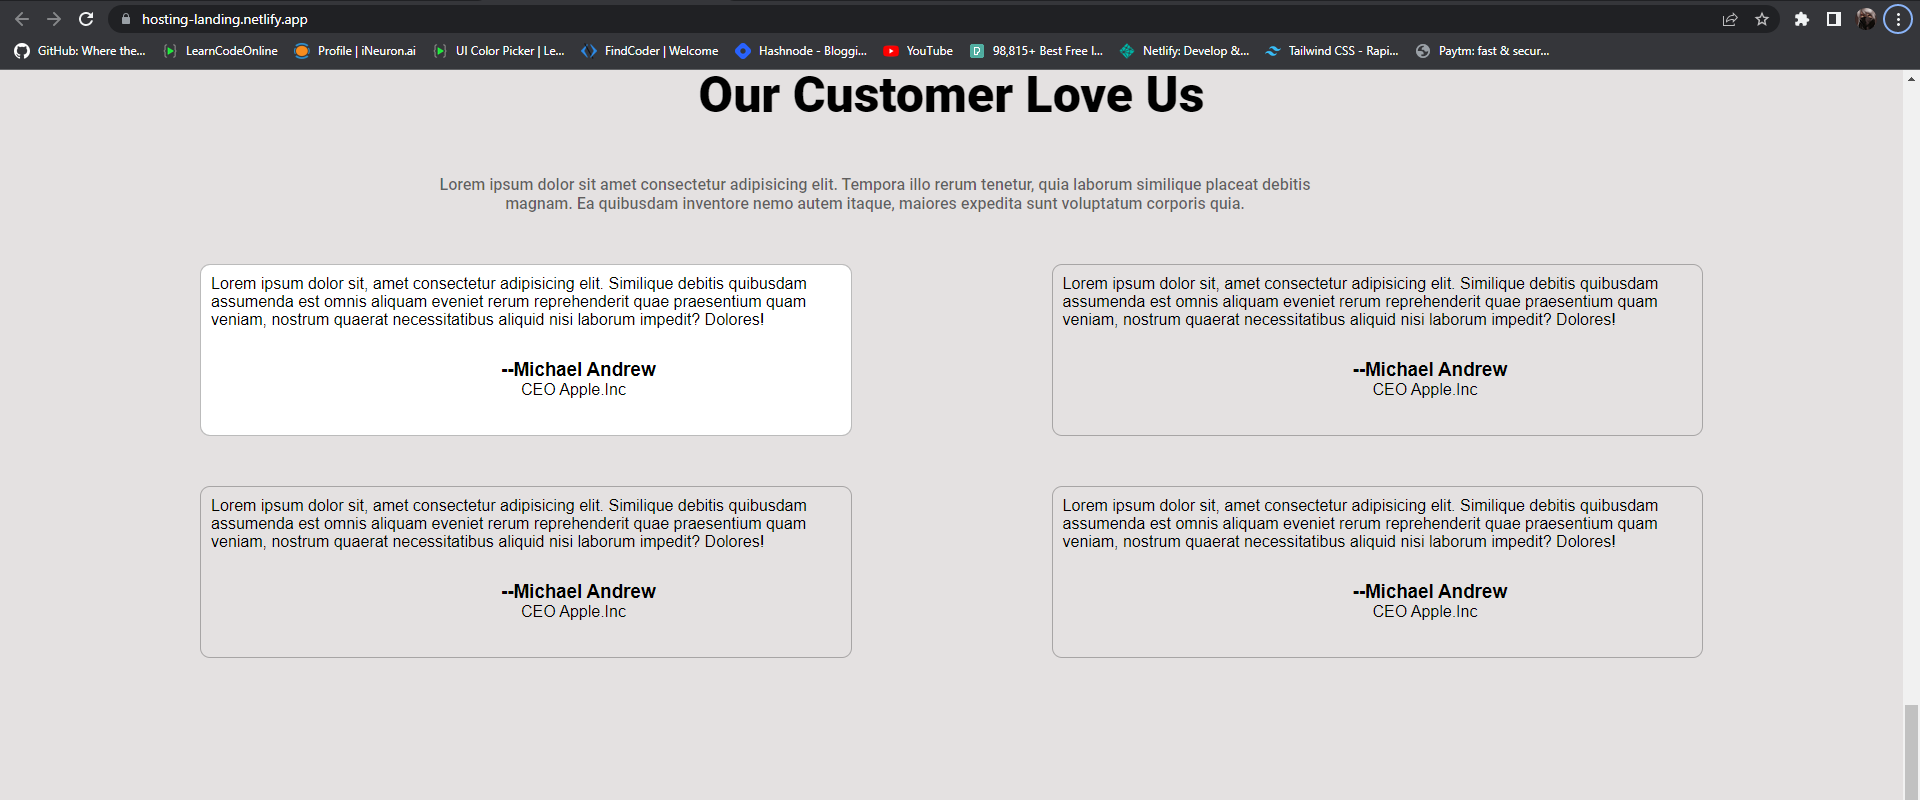 hosting-landing.netlify.app
GitHub: Where the... LearnCodeOnline Profile | iNeuron.ai UI Color Picker | Le... FindCoder | Welcome Hashnode - Bloggi... YouTube 98,815+ Best Free I... Netlify: Develop &... Tailwind CSS - Rapi... Paytm: fast & secur...
Our Customer Love Us
Lorem ipsum dolor sit amet consectetur adipisicing elit. Tempora illo rerum tenetur, quia laborum similique placeat debitis
magnam. Ea quibusdam inventore nemo autem itaque, maiores expedita sunt voluptatum corporis quia.
Lorem ipsum dolor sit, amet consectetur adipisicing elit. Similique debitis quibusdam
assumenda est omnis aliquam eveniet rerum reprehenderit quae praesentium quam
veniam, nostrum quaerat necessitatibus aliquid nisi laborum impedit? Dolores!
--Michael Andrew
CEO Apple.Inc
Lorem ipsum dolor sit, amet consectetur adipisicing elit. Similique debitis quibusdam
assumenda est omnis aliquam eveniet rerum reprehenderit quae praesentium quam
veniam, nostrum quaerat necessitatibus aliquid nisi laborum impedit? Dolores!
--Michael Andrew
CEO Apple.Inc
Lorem ipsum dolor sit, amet consectetur adipisicing elit. Similique debitis quibusdam
assumenda est omnis aliquam eveniet rerum reprehenderit quae praesentium quam
veniam, nostrum quaerat necessitatibus aliquid nisi laborum impedit? Dolores!
--Michael Andrew
CEO Apple.Inc
Lorem ipsum dolor sit, amet consectetur adipisicing elit. Similique debitis quibusdam
assumenda est omnis aliquam eveniet rerum reprehenderit quae praesentium quam
veniam, nostrum quaerat necessitatibus aliquid nisi laborum impedit? Dolores!
--Michael Andrew
CEO Apple.Inc